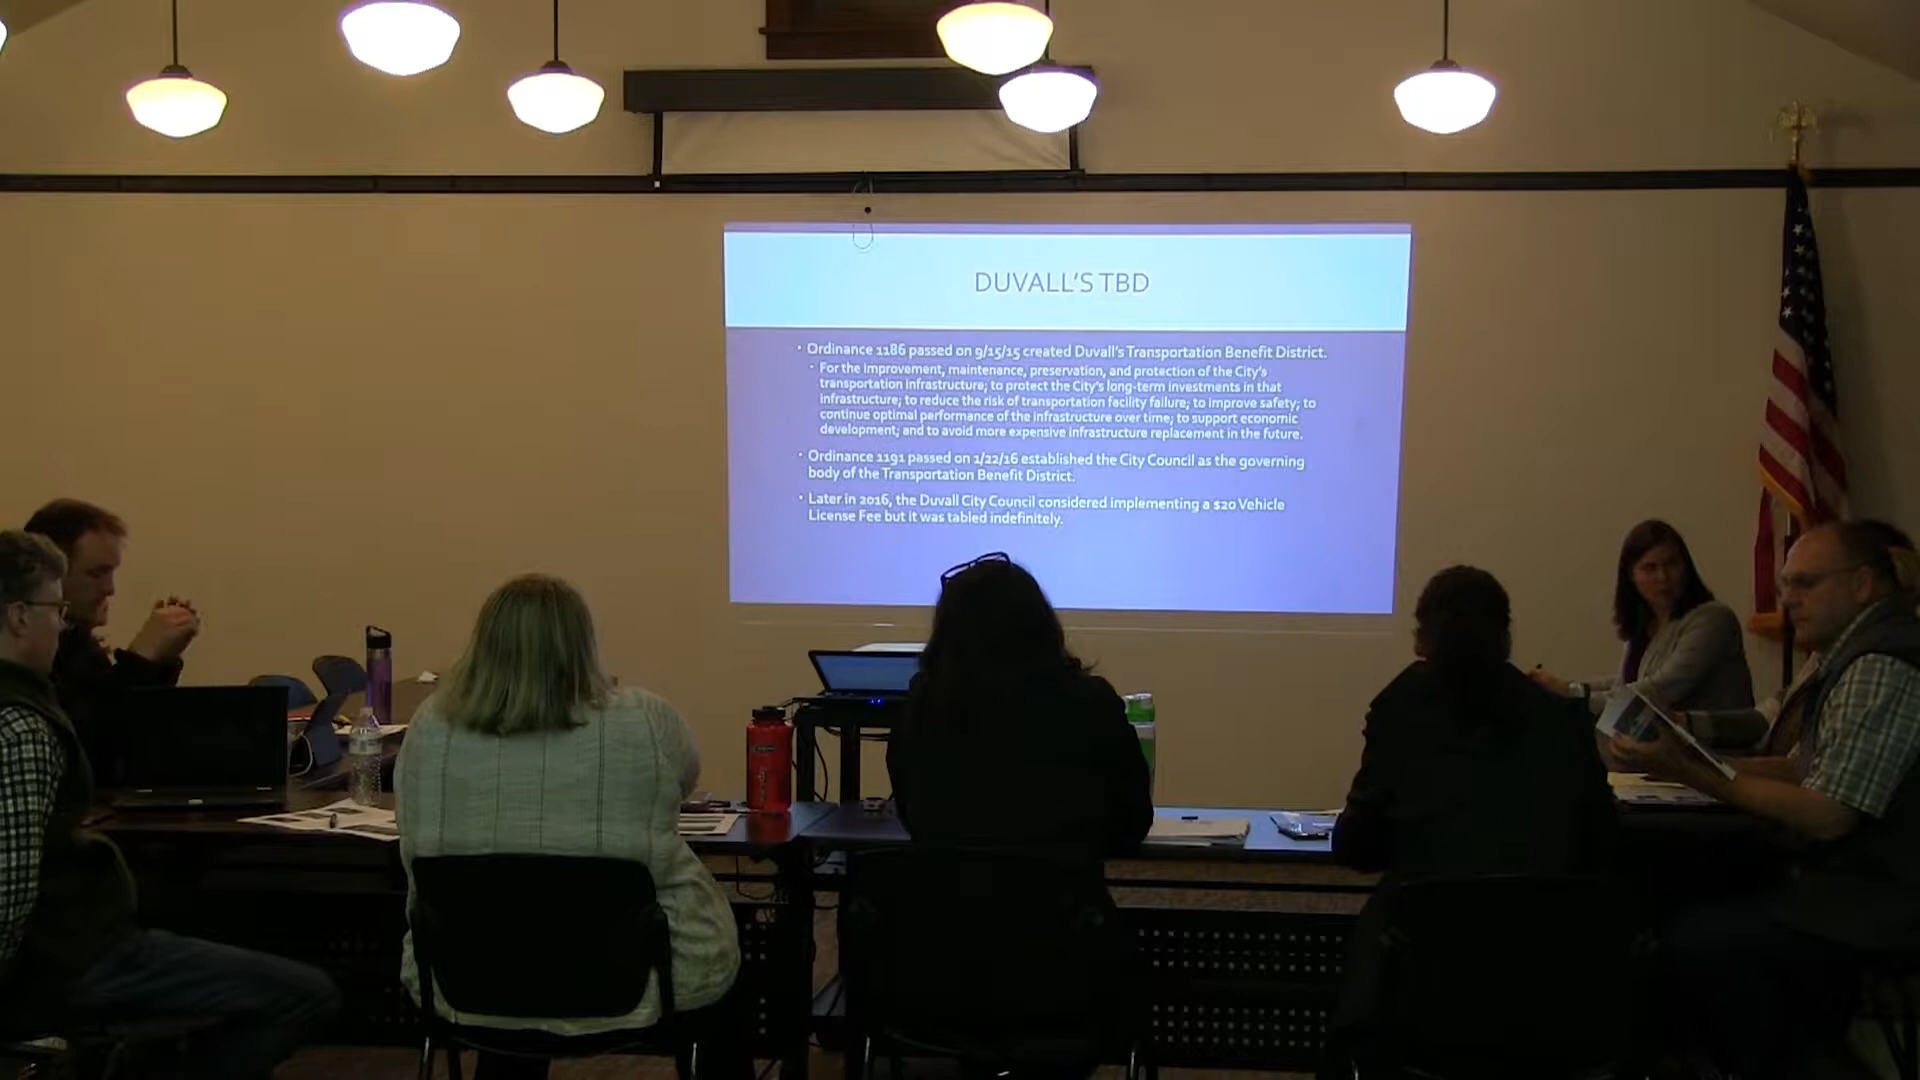 DUVALL'S TBD
Ordinance 1186 passed on 9/15/15 created Duvall's Transportation Benefit District.
For the improvement, maintenance, preservation, and protection of the City's
transportation infrastructure; to protect the City's long-term investments in that
infrastructure; to reduce the risk of transportation facility failure; to improve safety; to
continue optimal performance of the infrastructure over time; to support economic
development; and to avoid more expensive infrastructure replacement in the future.
Ordinance 1191 passed on 1/22/16 established the City Council as the governing
body of the Transportation Benefit District.
Later in 2016, the Duvall City Council considered implementing a $20 Vehicle
License Fee but it was tabled indefinitely.